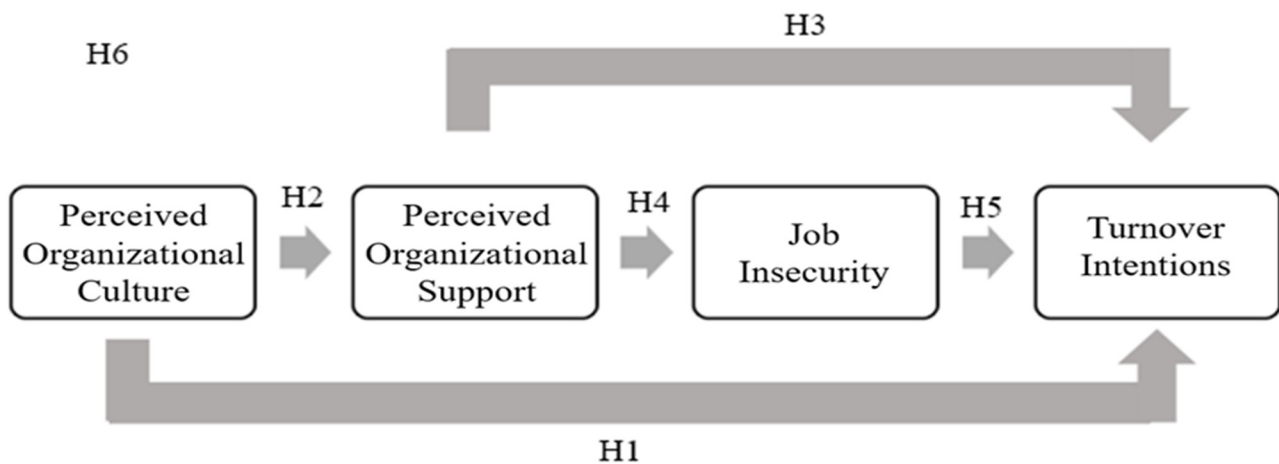 H3
H6
Perceived
Organizational
Culture
H2
Perceived
Organizational
Support
H4
Job
Insecurity
H5
Turnover
Intentions
H1